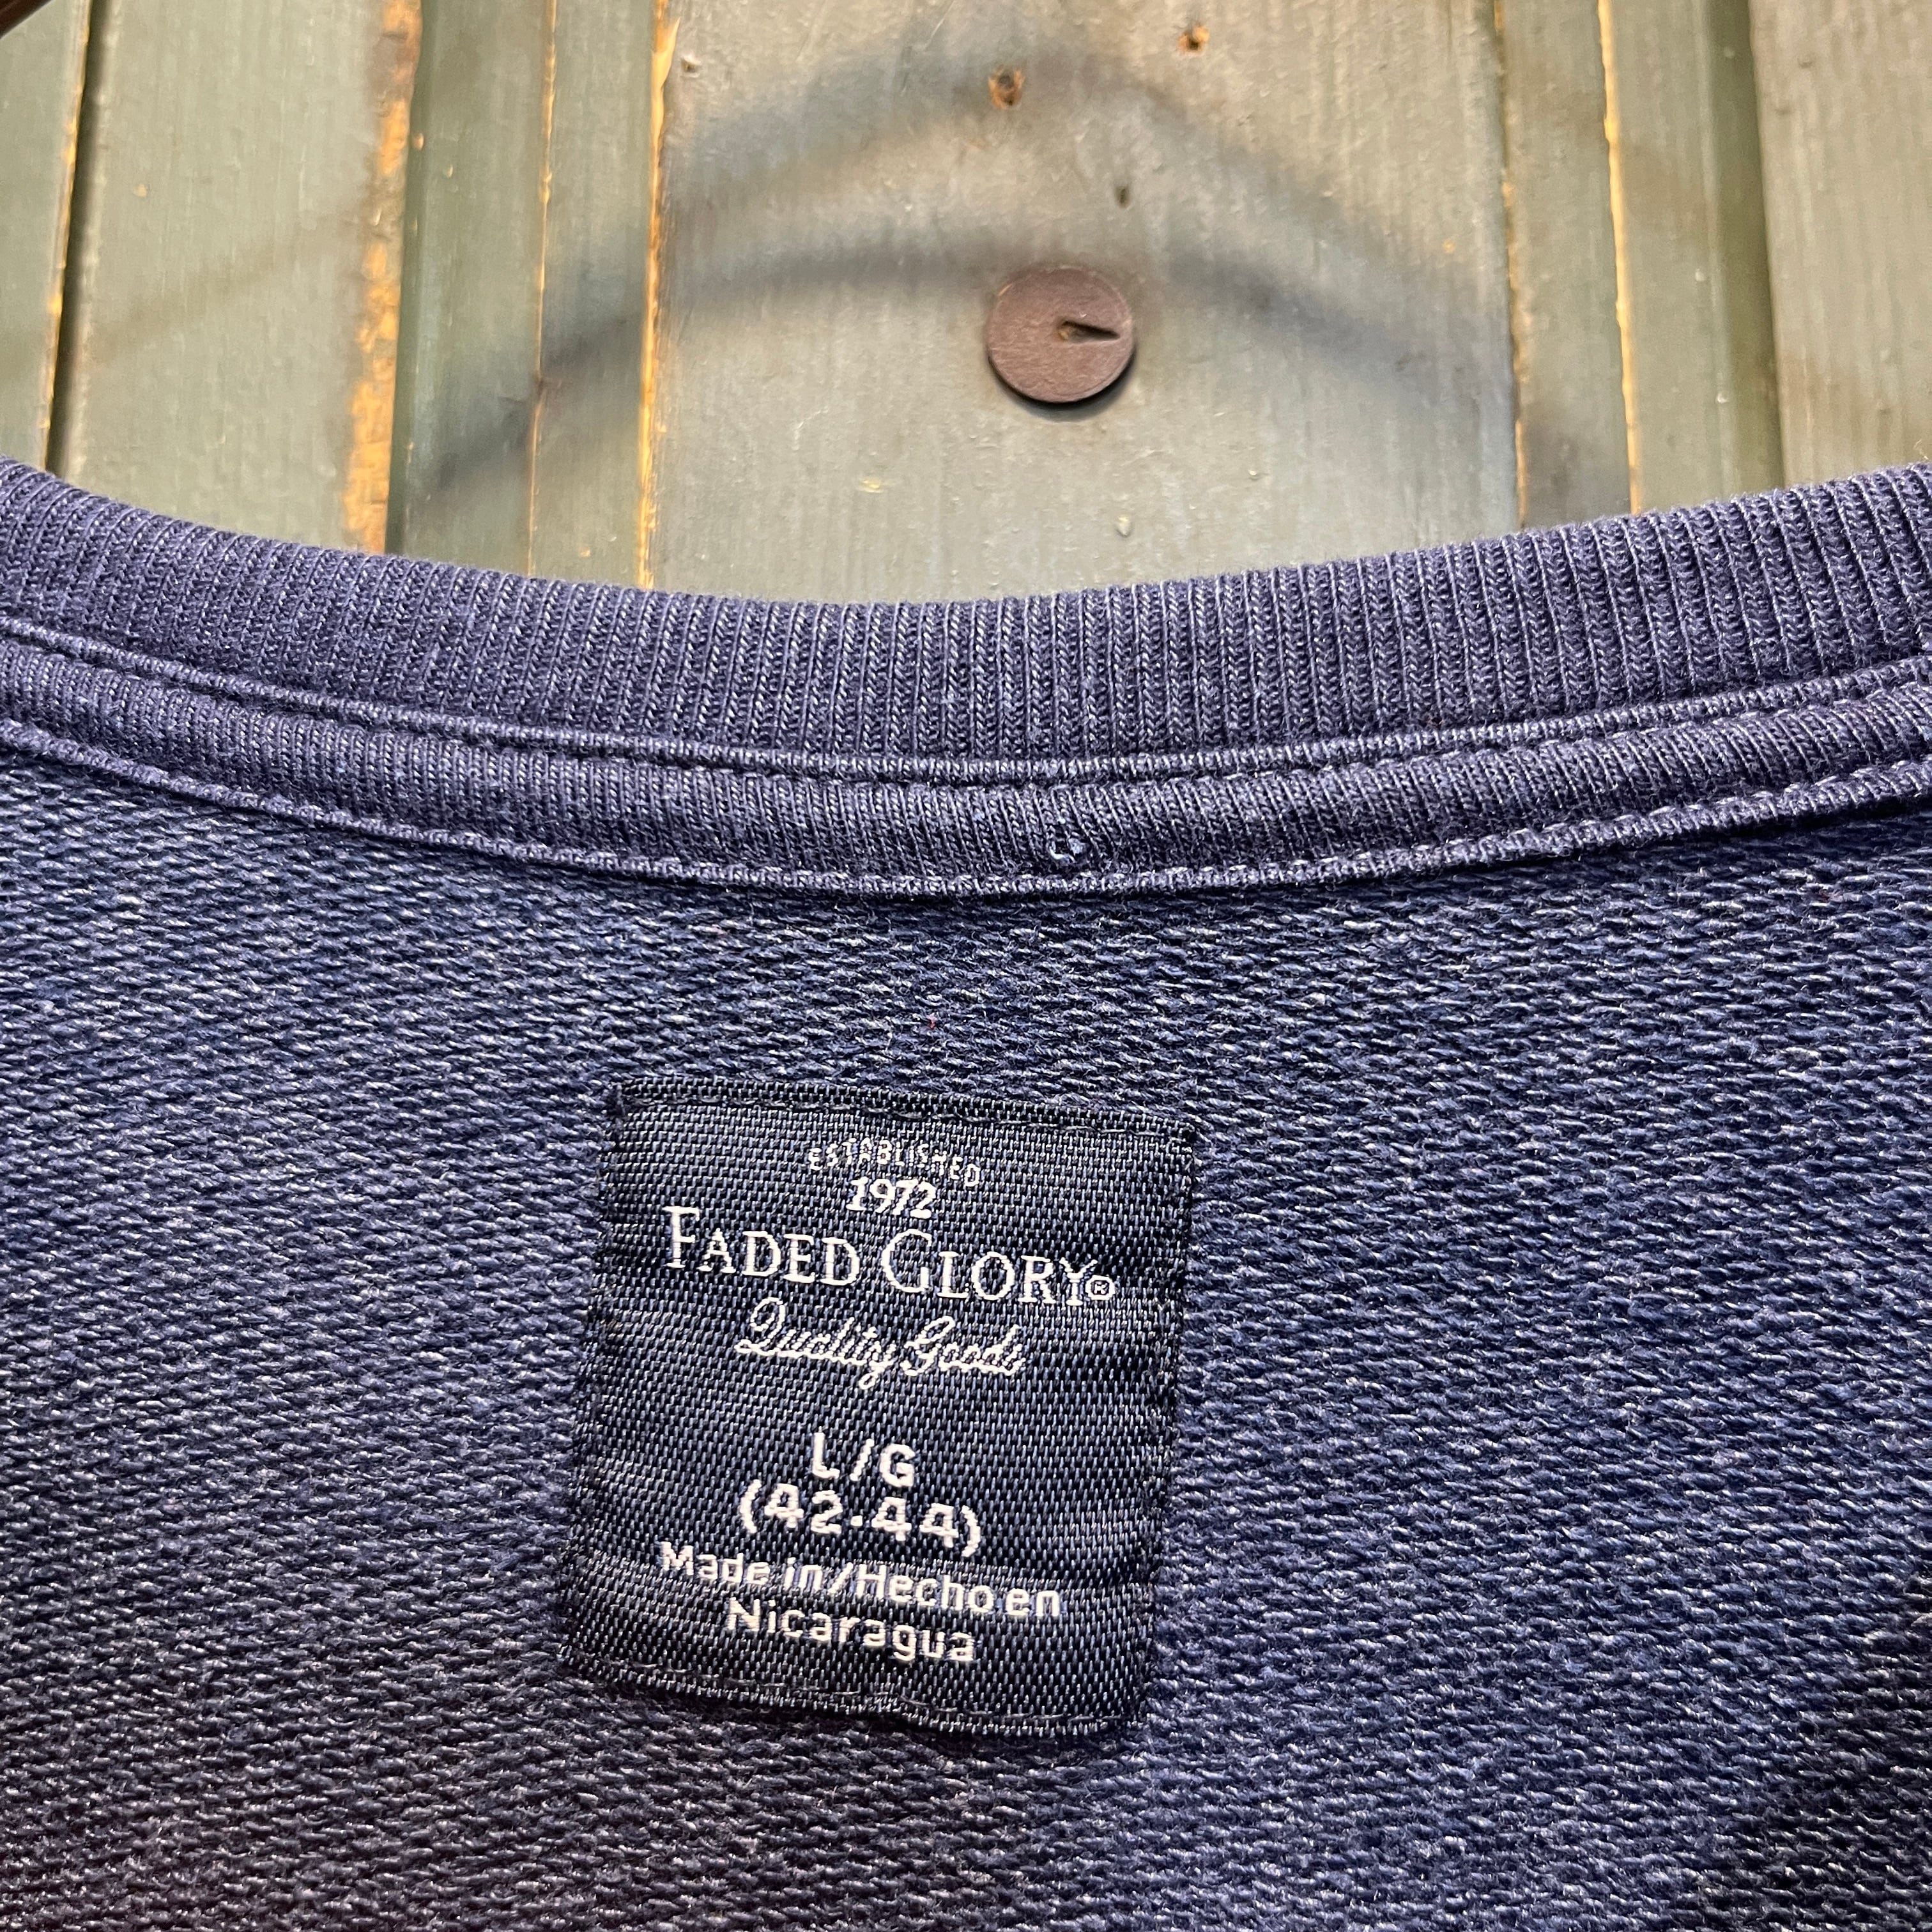 ESTABLISHED
1972
FADED GLORY®
Quality Goods
L/G
(42-44)
Made in/Hecho en
Nicaragua